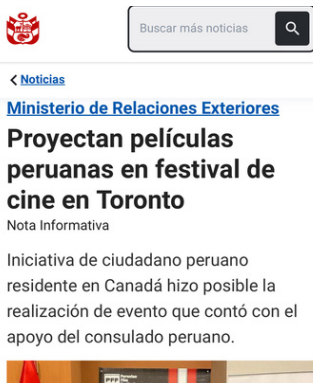 Buscar más noticias
Noticias
Ministerio de Relaciones Exteriores
Proyectan películas
peruanas en festival de
cine en Toronto
Nota Informativa
Iniciativa de ciudadano peruano
residente en Canadá hizo posible la
realización de evento que contó con el
apoyo del consulado peruano.
PFF